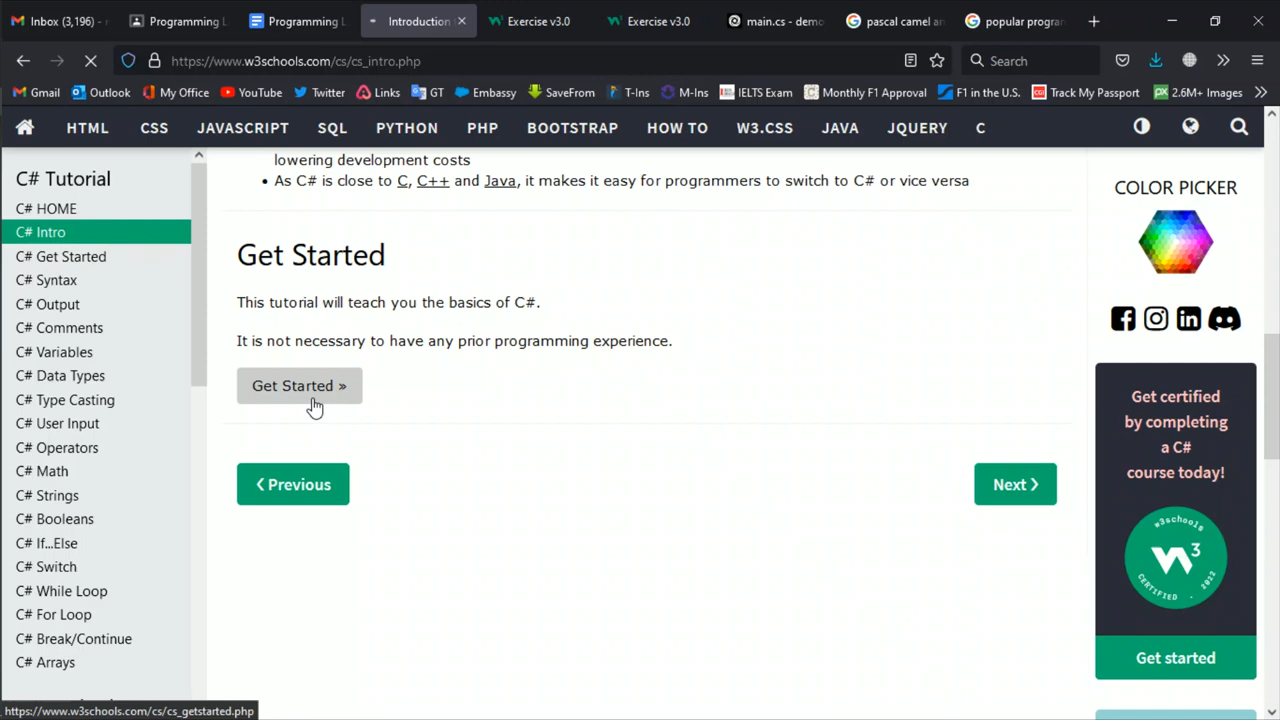 Inbox (3,196)
Programming L
Programming L
Introduction
Exercise v3.0
Exercise v3.0
main.cs - demo
pascal camel an
popular progra
https://www.w3schools.com/cs/cs_intro.php
Search
Gmail
Outlook
My Office
YouTube
Twitter
Links
GT
Embassy
SaveFrom
T-Ins
M-Ins
IELTS Exam
Monthly F1 Approval
F1 in the U.S.
Track My Passport
2.6M+ Images
HTML
CSS
JAVASCRIPT
SQL
PYTHON
PHP
BOOTSTRAP
HOW TO
W3.CSS
JAVA
JQUERY
C
C# Tutorial
C# HOME
C# Intro
C# Get Started
C# Syntax
C# Output
C# Comments
C# Variables
C# Data Types
C# Type Casting
C# User Input
C# Operators
C# Math
C# Strings
C# Booleans
C# If...Else
C# Switch
C# While Loop
C# For Loop
C# Break/Continue
C# Arrays
lowering development costs
• As C# is close to C, C++ and Java, it makes it easy for programmers to switch to C# or vice versa
Get Started
This tutorial will teach you the basics of C#.
It is not necessary to have any prior programming experience.
Get Started »
❮ Previous
Next ❯
COLOR PICKER
Get certified
by completing
a C#
course today!
w3schools
W3
CERTIFIED . 2022
Get started
https://www.w3schools.com/cs/cs_getstarted.php